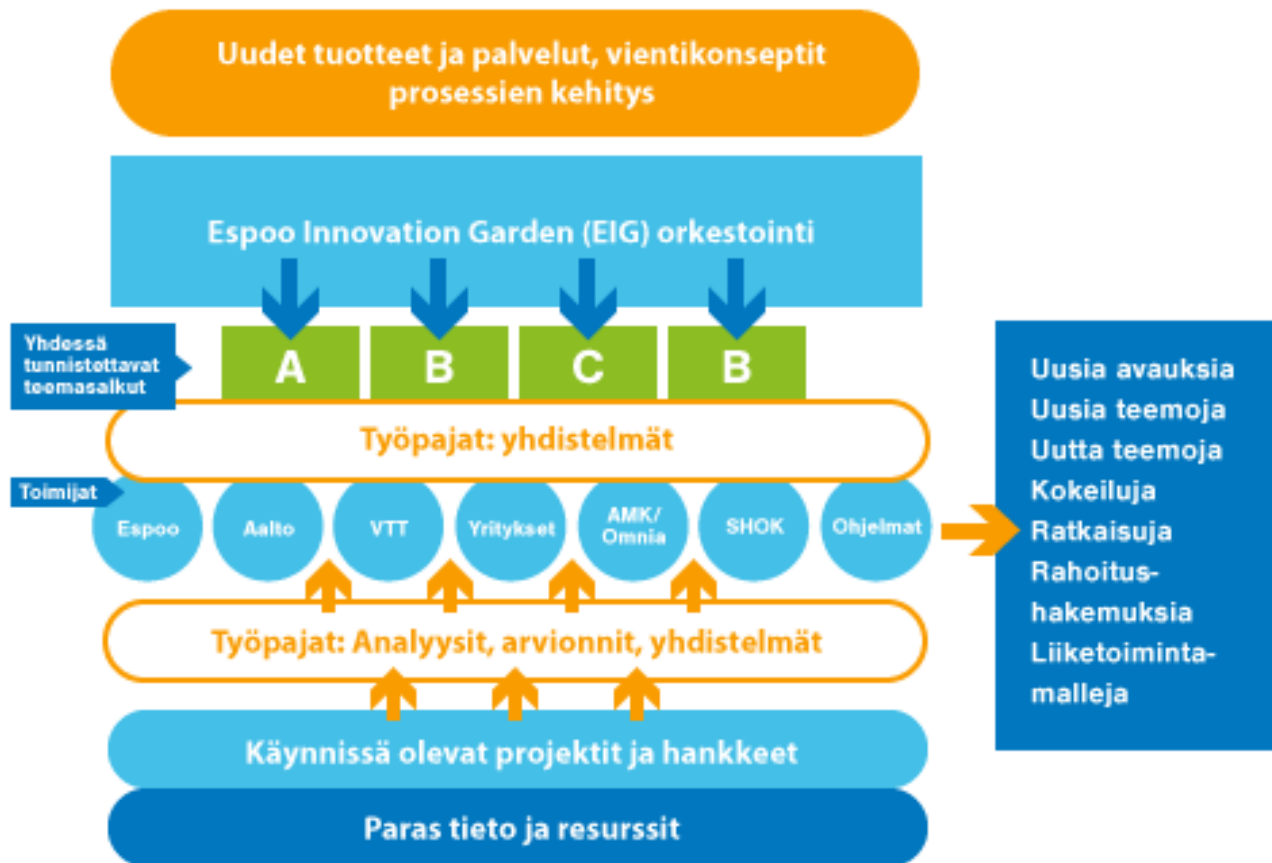 Uudet tuotteet ja palvelut, vientikonseptit
prosessien kehitys
Espoo Innovation Garden (EIG) orkestointi
Yhdessä
tunnistettavat
teemasalkut
A
B
C
B
Työpajat: yhdistelmät
Toimijat
Espoo
Aalto
VTT
Yritykset
AMK/
Omnia
SHOK
Ohjelmat
Työpajat: Analyysit, arvionnit, yhdistelmät
Käynnissä olevat projektit ja hankkeet
Paras tieto ja resurssit
Uusia avauksia
Uusia teemoja
Uutta teemoja
Kokeiluja
Ratkaisuja
Rahoitus-
hakemuksia
Liiketoiminta-
malleja